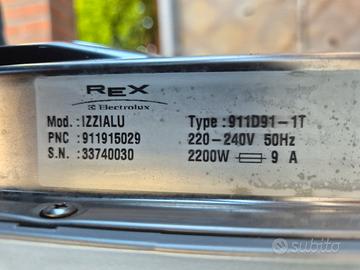 REX
Electrolux
Mod.: IZZIALU
Type: 911D91-1T
PNC: 911915029
220-240V 50Hz
S.N.: 33740030
2200W 9 A
subito